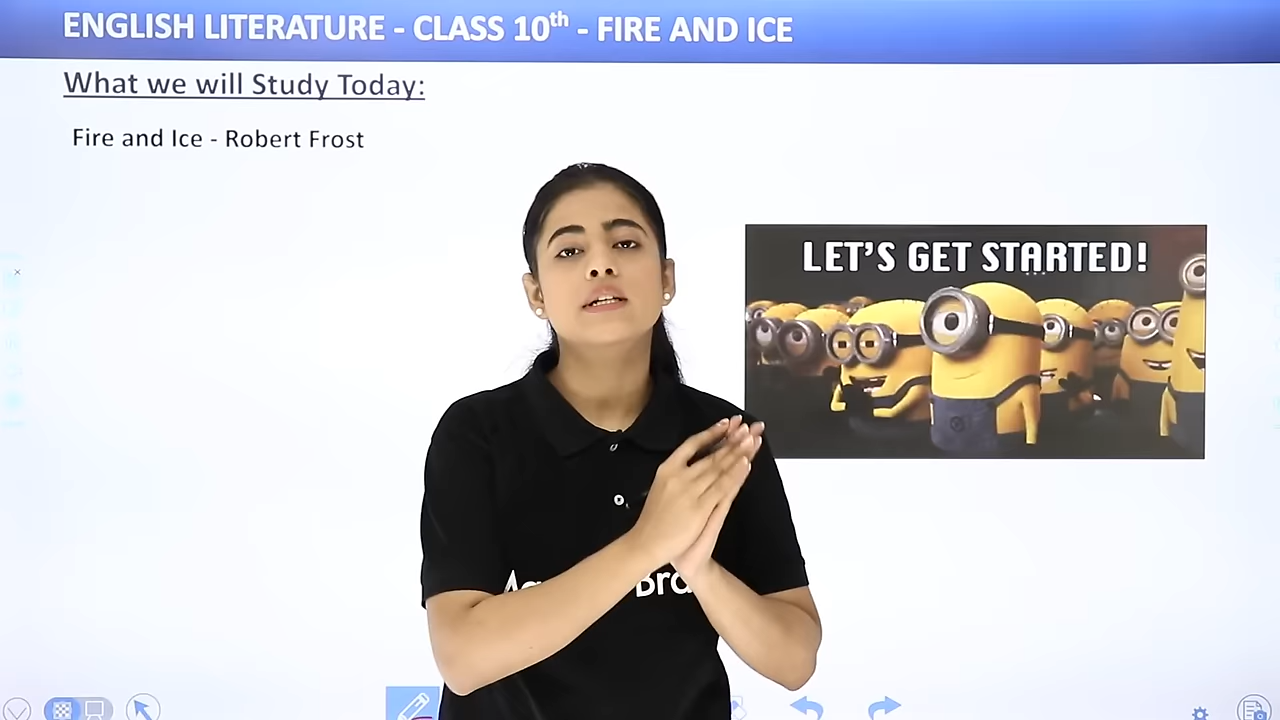 ENGLISH LITERATURE - CLASS 10th - FIRE AND ICE
What we will Study Today:
Fire and Ice - Robert Frost
LET'S GET STARTED!